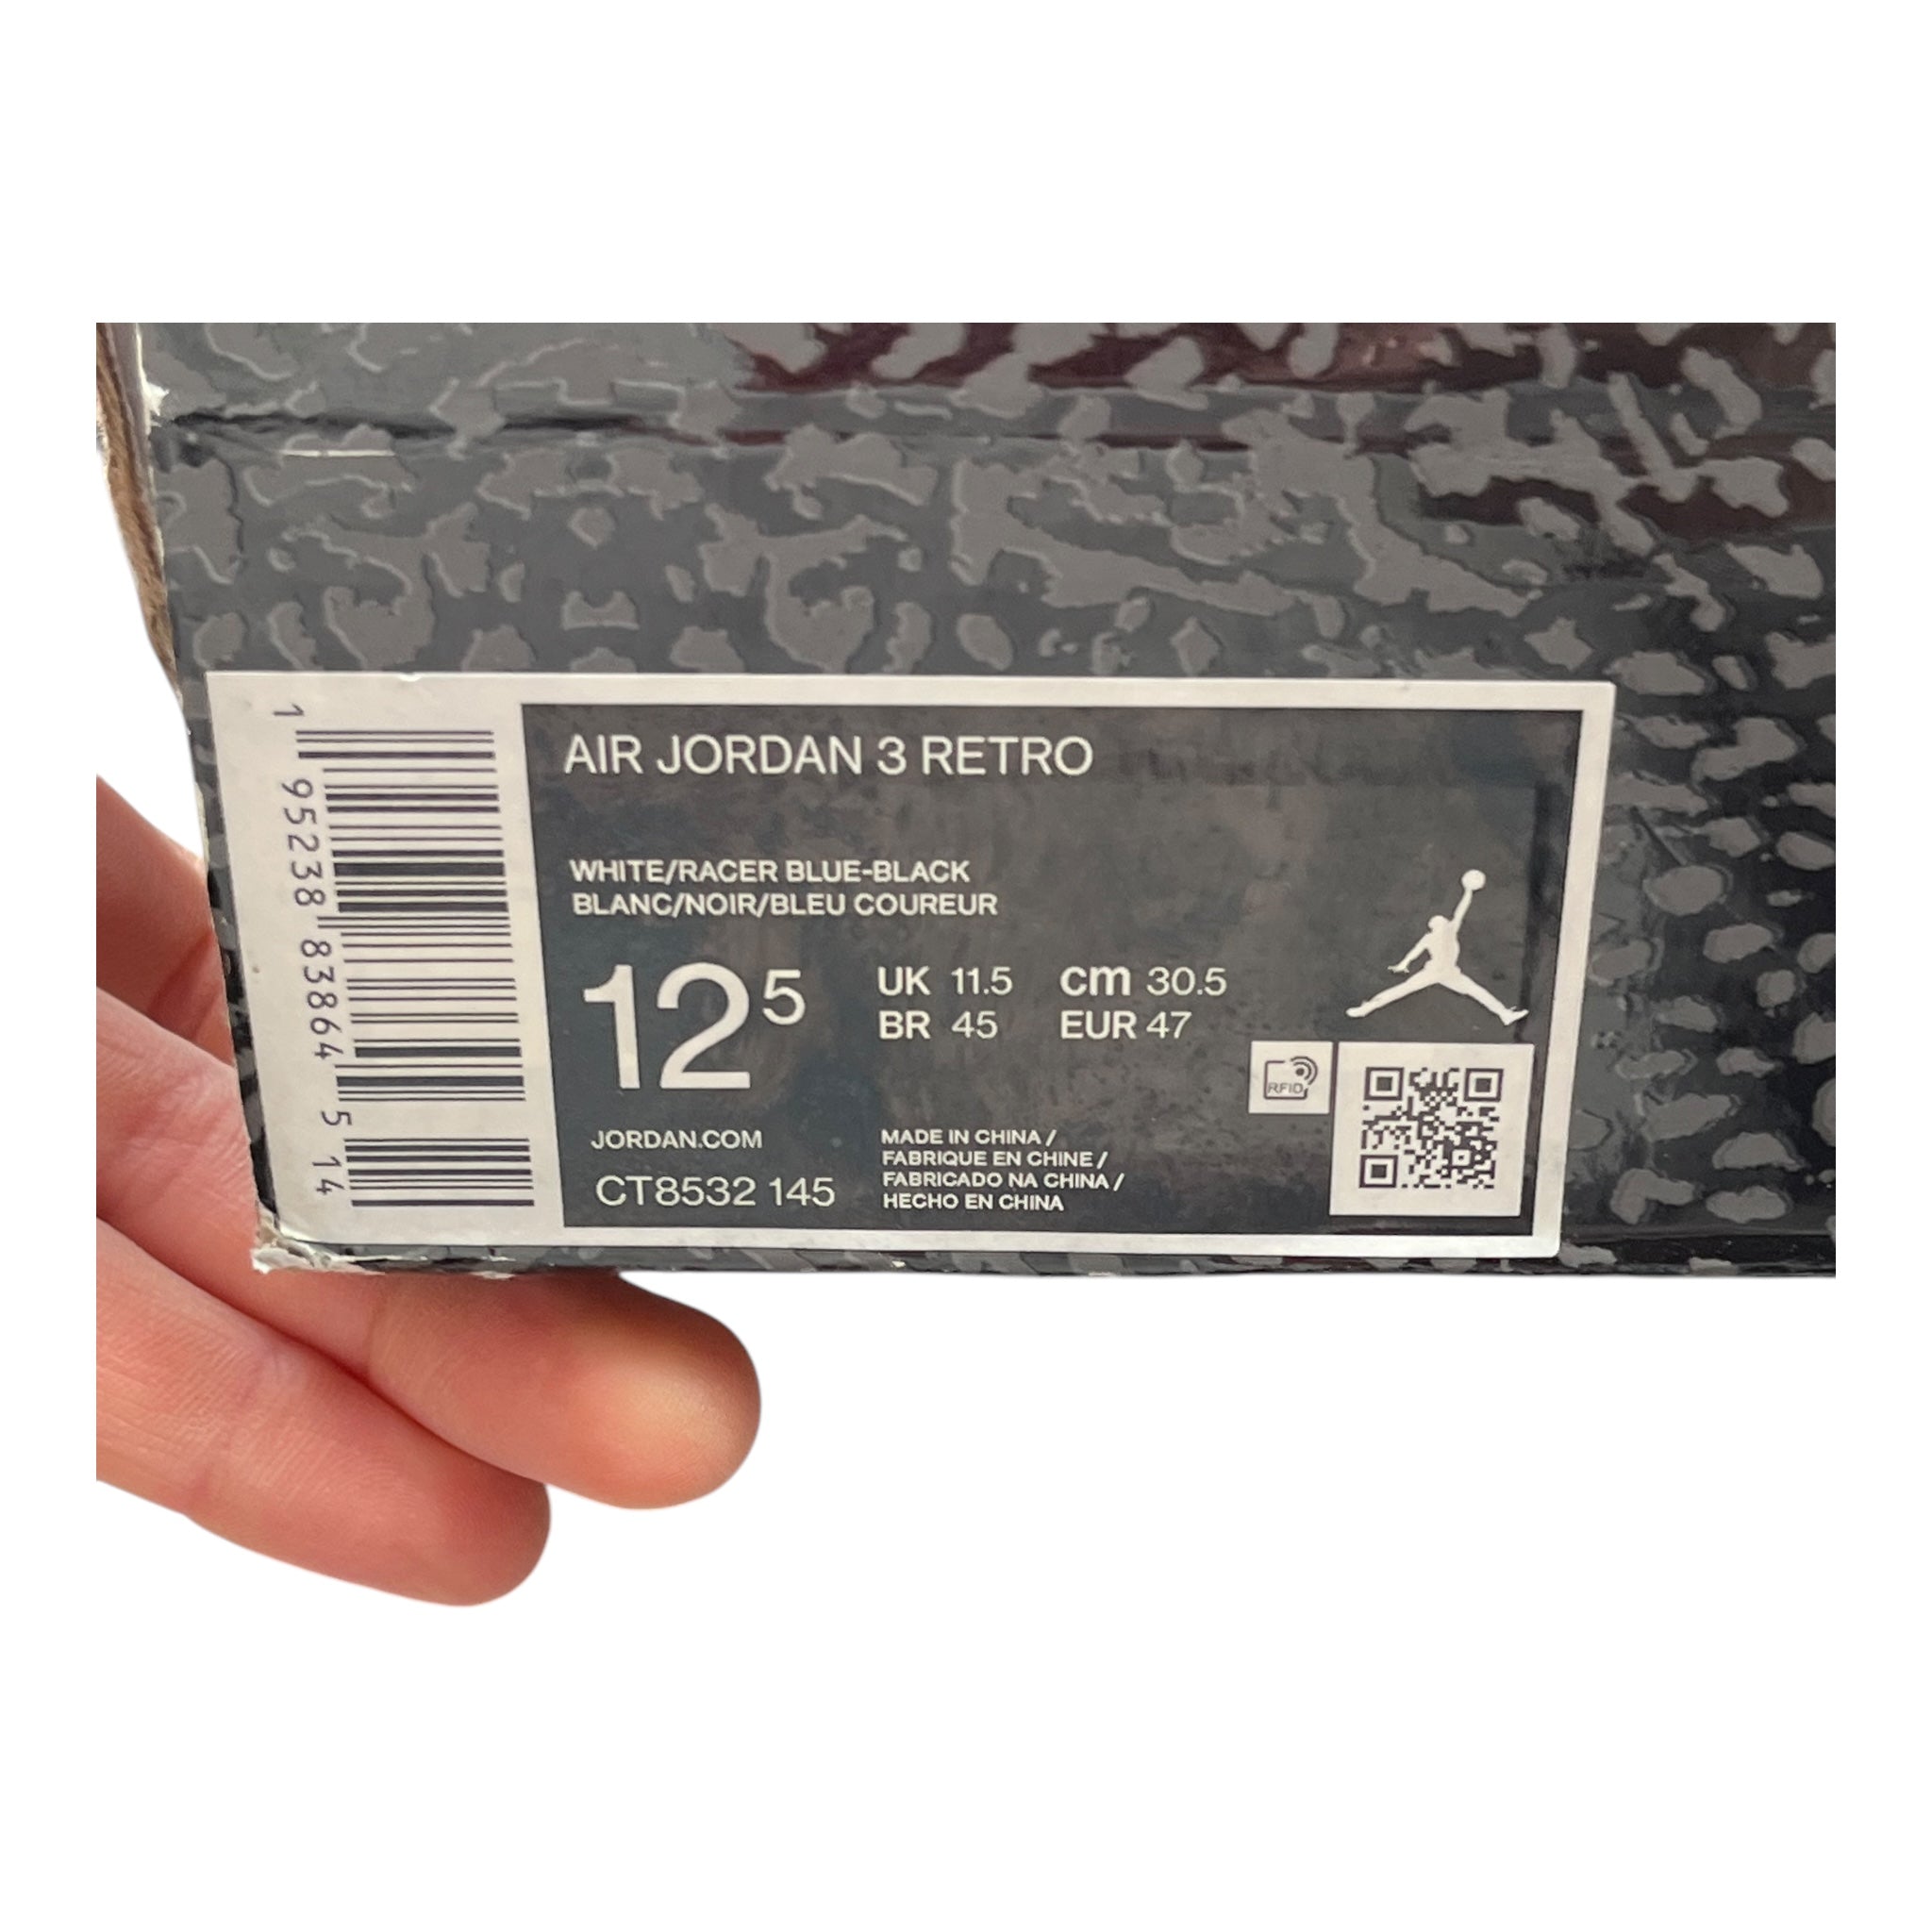 AIR JORDAN 3 RETRO
WHITE/RACER BLUE-BLACK
BLANC/NOIR/BLEU COUREUR
12 5
UK 11.5 cm 30.5
BR 45 EUR 47
RFID
JORDAN.COM
CT8532 145
MADE IN CHINA /
FABRIQUE EN CHINE /
FABRICADO NA CHINA /
HECHO EN CHINA
1 95238 83864 5 14